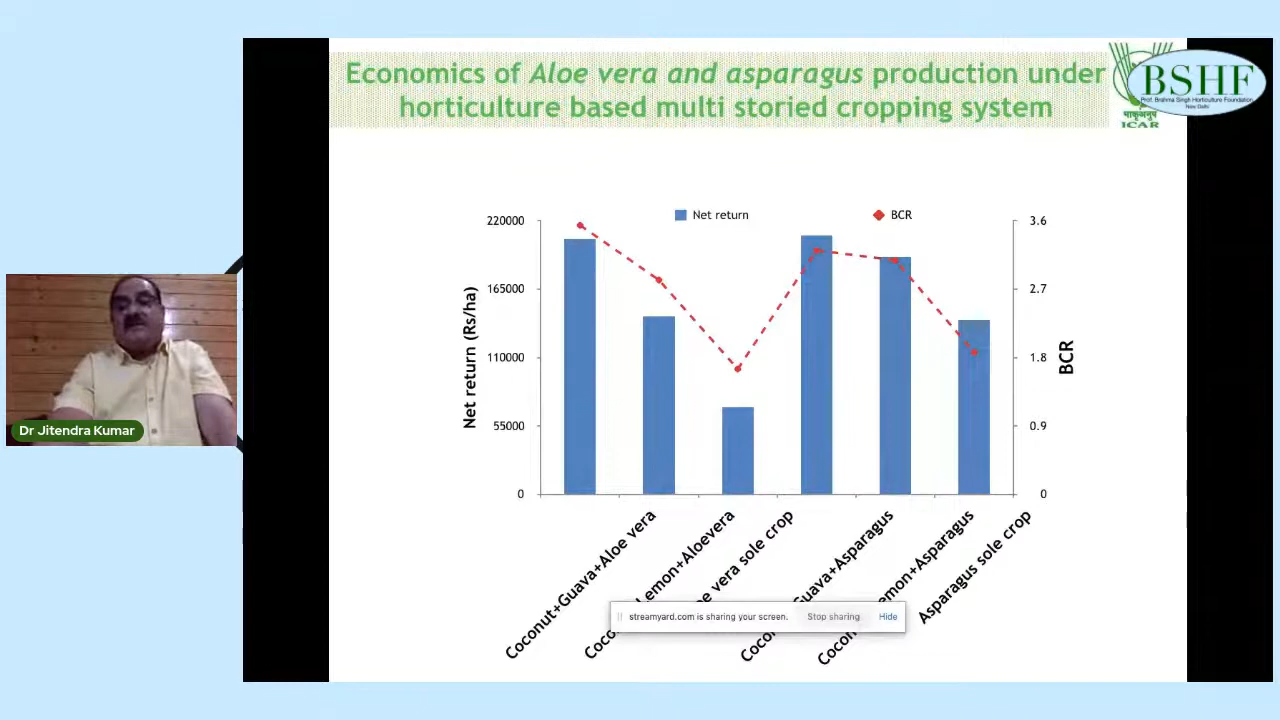 Economics of Aloe vera and asparagus production under
horticulture based multi storied cropping system
BSHF
Prof. Brahma Singh Horticulture Foundation
New Delhi
ICAR
Net return
BCR
220000
165000
110000
55000
0
Net return (Rs/ha)
3.6
2.7
1.8
0.9
0
BCR
Coconut+Guava+Aloe vera
Lemon+Aloevera
vera sole crop
Guava+Asparagus
Asparagus
Asparagus sole crop
streamyard.com is sharing your screen.
Stop sharing
Hide
Dr Jitendra Kumar